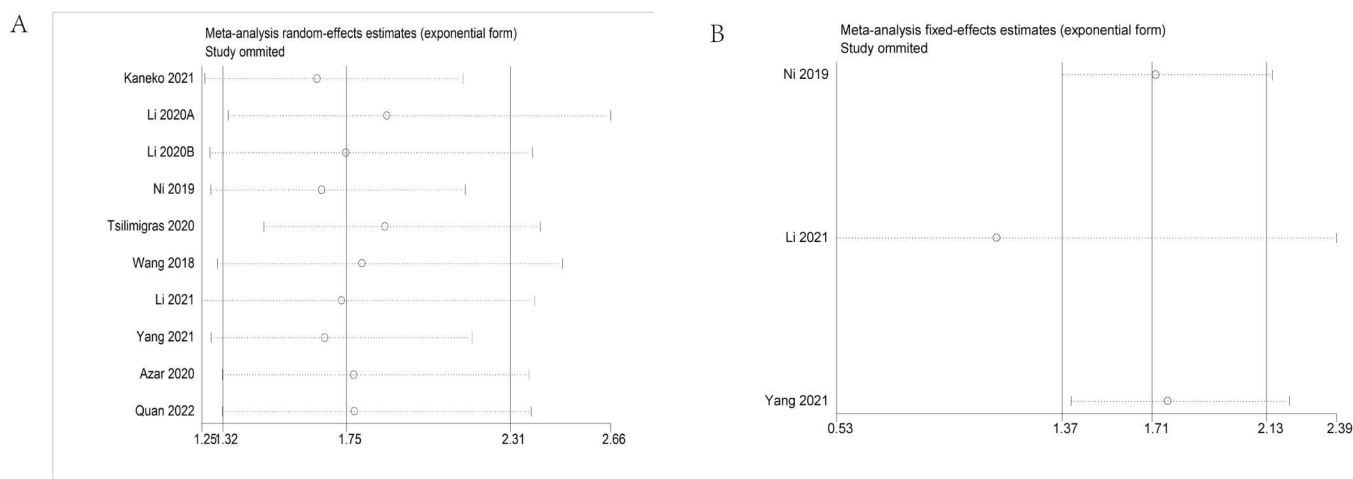 A
Meta-analysis random-effects estimates (exponential form)
Study ommited
Kaneko 2021
Li 2020A
Li 2020B
Ni 2019
Tsilimigras 2020
Wang 2018
Li 2021
Yang 2021
Azar 2020
Quan 2022
1.25 1.32 1.75 2.31 2.66
B
Meta-analysis fixed-effects estimates (exponential form)
Study ommited
Ni 2019
Li 2021
Yang 2021
0.53 1.37 1.71 2.13 2.39